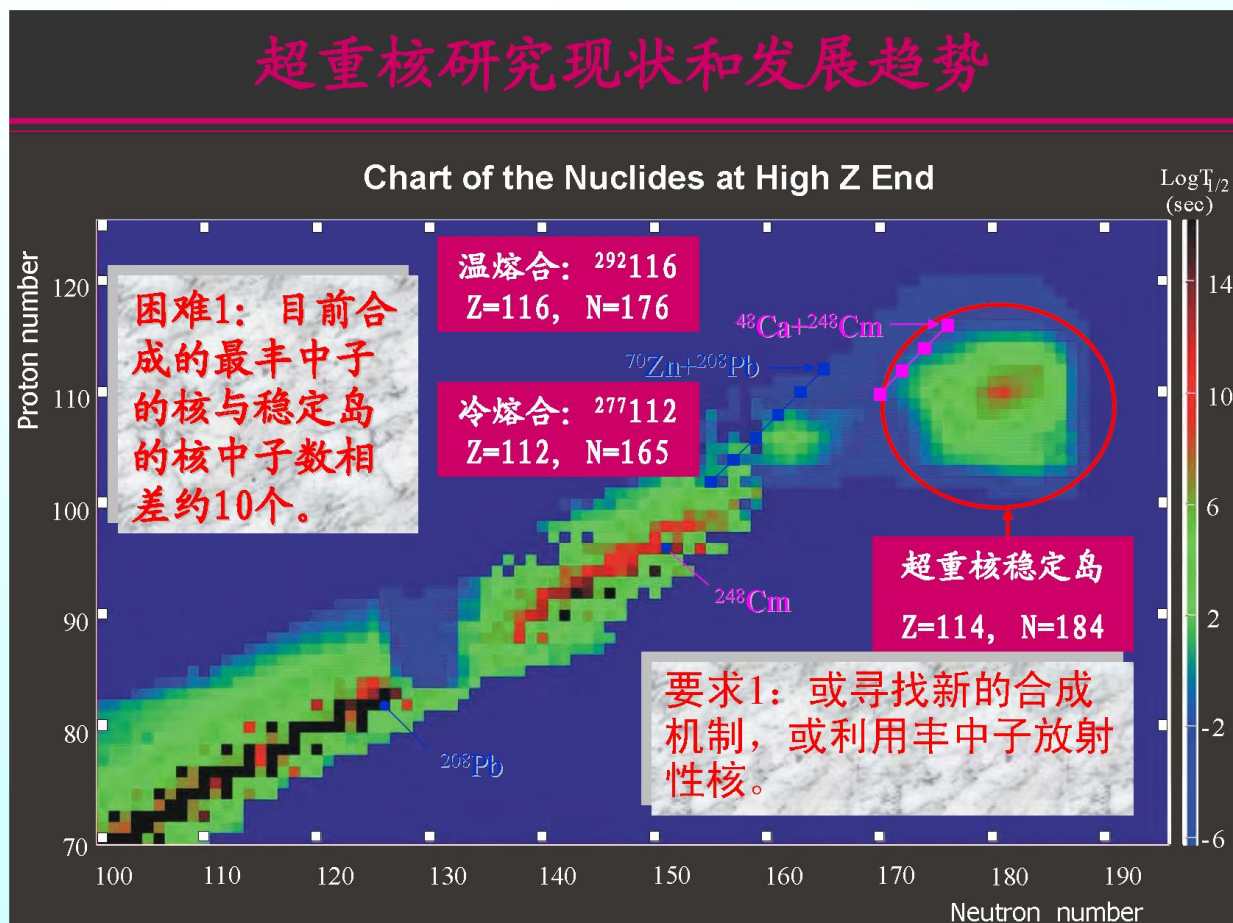 超重核研究现状和发展趋势
Chart of the Nuclides at High Z End
LogT1/2
(sec)
Proton number
120
110
100
90
80
70
困难1：目前合
成的最丰中子
的核与稳定岛
的核中子数相
差约10个。
温熔合：²⁹²116
Z=116, N=176
冷熔合：²⁷⁷112
Z=112, N=165
⁴⁸Ca+²⁴⁸Cm
⁷⁰Zn+²⁰⁸Pb
²⁴⁸Cm
²⁰⁸Pb
超重核稳定岛
Z=114, N=184
要求1：或寻找新的合成
机制，或利用丰中子放射
性核。
14
10
6
2
-2
-6
100 110 120 130 140 150 160 170 180 190
Neutron number